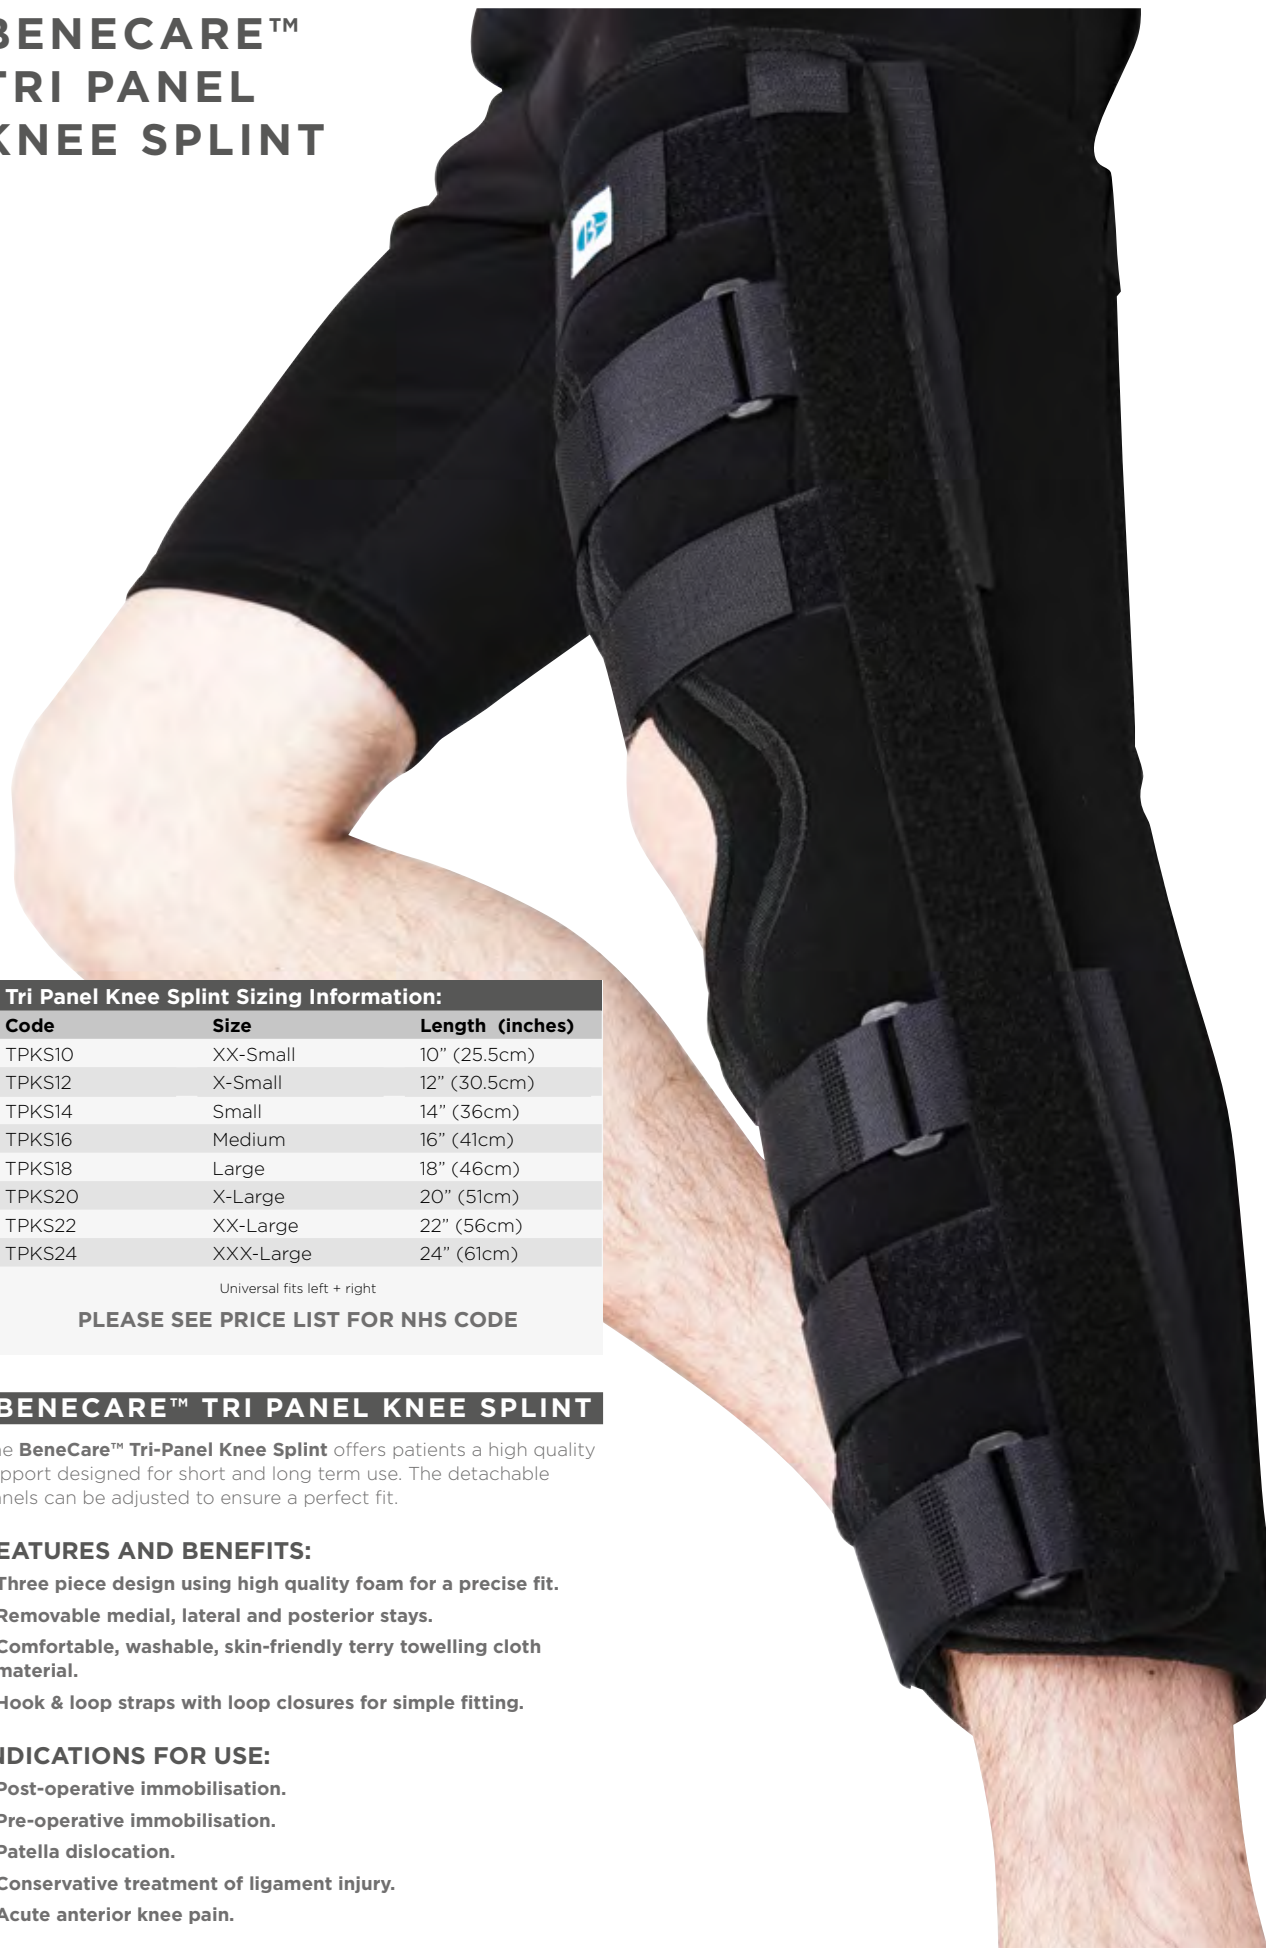 BENECARE™
TRI PANEL
KNEE SPLINT
B
Tri Panel Knee Splint Sizing Information:
Code Size Length (inches)
TPKS10 XX-Small 10” (25.5cm)
TPKS12 X-Small 12” (30.5cm)
TPKS14 Small 14” (36cm)
TPKS16 Medium 16” (41cm)
TPKS18 Large 18” (46cm)
TPKS20 X-Large 20” (51cm)
TPKS22 XX-Large 22” (56cm)
TPKS24 XXX-Large 24” (61cm)
Universal fits left + right
PLEASE SEE PRICE LIST FOR NHS CODE
BENECARE™ TRI PANEL KNEE SPLINT
he BeneCare™ Tri-Panel Knee Splint offers patients a high quality
pport designed for short and long term use. The detachable
nels can be adjusted to ensure a perfect fit.
EATURES AND BENEFITS:
Three piece design using high quality foam for a precise fit.
Removable medial, lateral and posterior stays.
Comfortable, washable, skin-friendly terry towelling cloth
material.
Hook & loop straps with loop closures for simple fitting.
NDICATIONS FOR USE:
Post-operative immobilisation.
Pre-operative immobilisation.
Patella dislocation.
Conservative treatment of ligament injury.
Acute anterior knee pain.